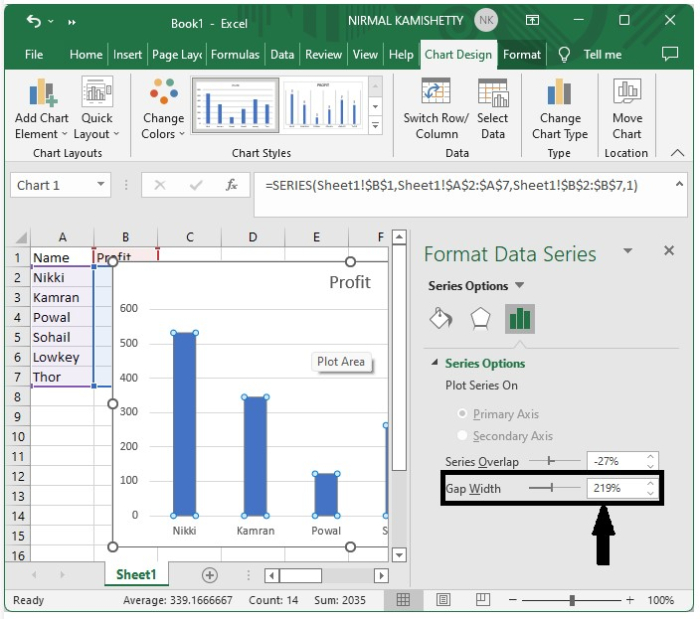 Book1 - Excel NIRMAL KAMISHETTY NK
File Home Insert Page Layo Formulas Data Review View Help Chart Design Format Tell me
Add Chart Element Quick Layout
Chart Layouts
Change Colors
Chart Styles
Switch Row/ Column Select Data
Data
Change Chart Type
Type
Move Chart
Location
Chart 1 fx =SERIES(Sheet1!$B$1,Sheet1!$A$2:$A$7,Sheet1!$B$2:$B$7,1)
A B C D E F
1 Name Profit
2 Nikki
3 Kamran
4 Powal
5 Sohail
6 Lowkey
7 Thor
8
9
10
11
12
13
14
15
16
Profit
600
500
400
300
200
100
0
Nikki Kamran Powal S
Plot Area
Format Data Series
Series Options
Series Options
Plot Series On
Primary Axis
Secondary Axis
Series Overlap -27%
Gap Width 219%
Sheet1
Ready Average: 339.1666667 Count: 14 Sum: 2035 100%